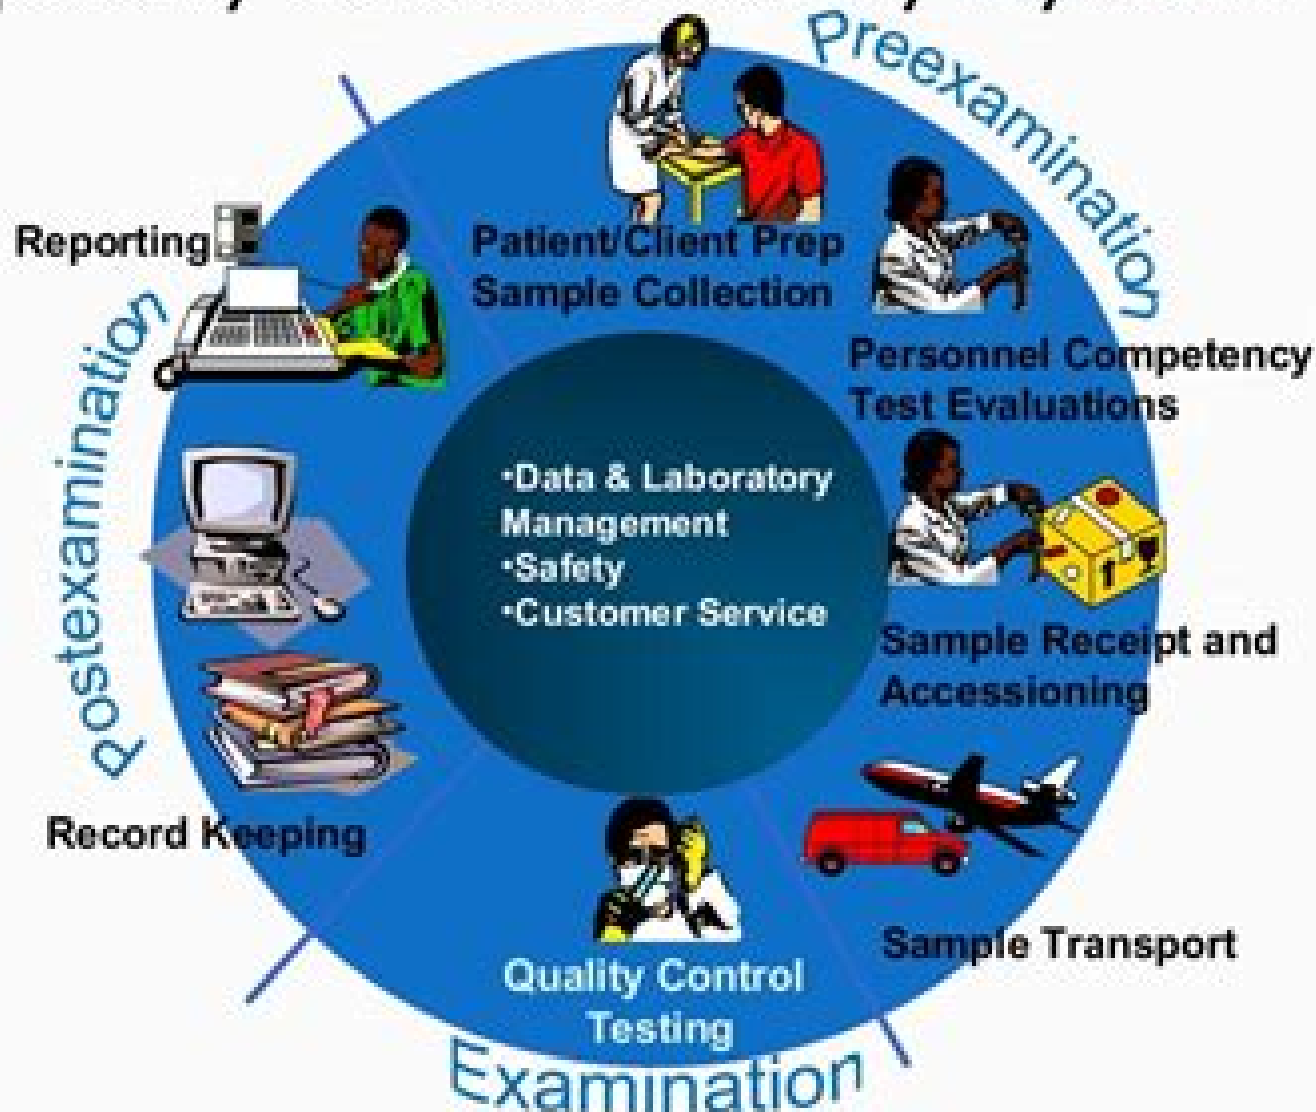 Preexamination
Patient/Client Prep
Sample Collection
Reporting
Personnel Competency
Test Evaluations
Postexamination
•Data & Laboratory
Management
•Safety
•Customer Service
Sample Receipt and
Accessioning
Record Keeping
Sample Transport
Quality Control
Testing
Examination